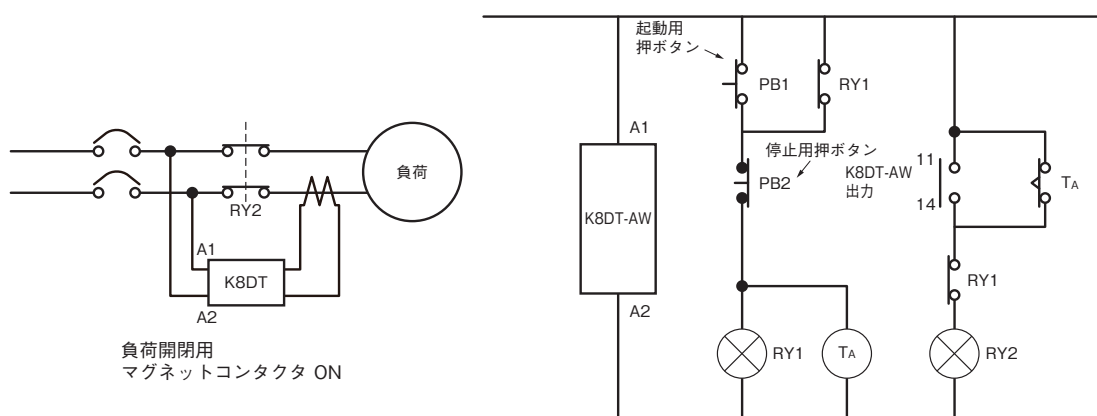 負荷
RY2
A1
K8DT
A2
負荷開閉用
マグネットコンタクタ ON
起動用
押ボタン
PB1
RY1
A1
停止用押ボタン
PB2
K8DT-AW
A2
11
K8DT-AW
出力
14
TA
RY1
RY1
TA
RY2